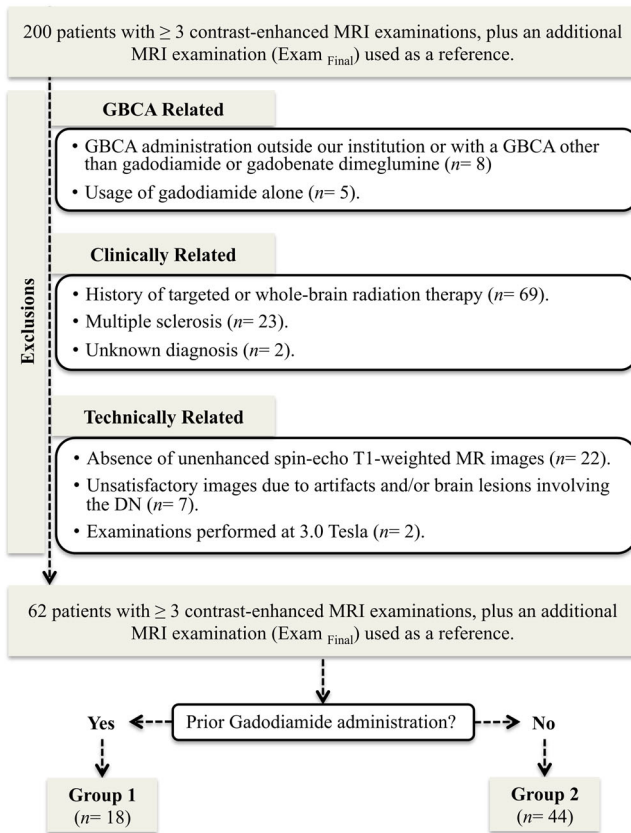 200 patients with ≥ 3 contrast-enhanced MRI examinations, plus an additional
MRI examination (Exam Final) used as a reference.
Exclusions
GBCA Related
• GBCA administration outside our institution or with a GBCA other
than gadodiamide or gadobenate dimeglumine (n= 8)
• Usage of gadodiamide alone (n= 5).
Clinically Related
• History of targeted or whole-brain radiation therapy (n= 69).
• Multiple sclerosis (n= 23).
• Unknown diagnosis (n= 2).
Technically Related
• Absence of unenhanced spin-echo T1-weighted MR images (n= 22).
• Unsatisfactory images due to artifacts and/or brain lesions involving
the DN (n= 7).
• Examinations performed at 3.0 Tesla (n= 2).
62 patients with ≥ 3 contrast-enhanced MRI examinations, plus an additional
MRI examination (Exam Final) used as a reference.
Yes
Prior Gadodiamide administration?
No
Group 1
(n= 18)
Group 2
(n= 44)